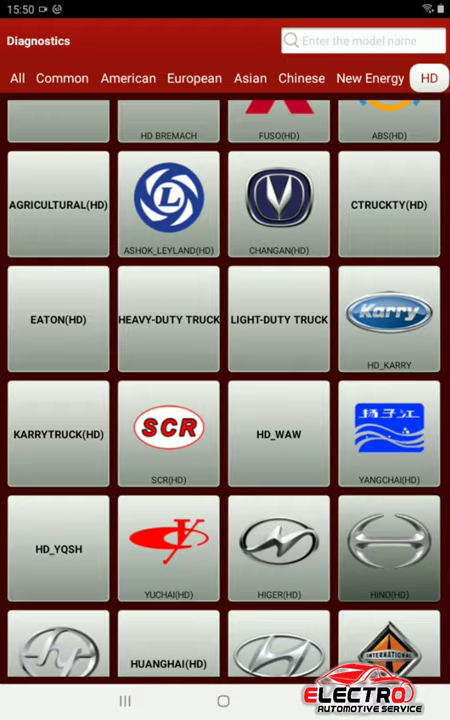 15:50
Diagnostics
Enter the model name
All Common American European Asian Chinese New Energy HD
HD BREMACH
FUSO(HD)
ABS(HD)
AGRICULTURAL(HD)
ASHOK_LEYLAND(HD)
CHANGAN(HD)
CTRUCKTY(HD)
EATON(HD)
HEAVY-DUTY TRUCK
LIGHT-DUTY TRUCK
Karry
HD_KARRY
KARRYTRUCK(HD)
SCR
SCR(HD)
HD_WAW
扬子江
YANGCHAI(HD)
HD_YQSH
YUCHAI(HD)
HIGER(HD)
HINO(HD)
HUANGHAI(HD)
INTERNATIONAL
ELECTRO
AUTOMOTIVE SERVICE